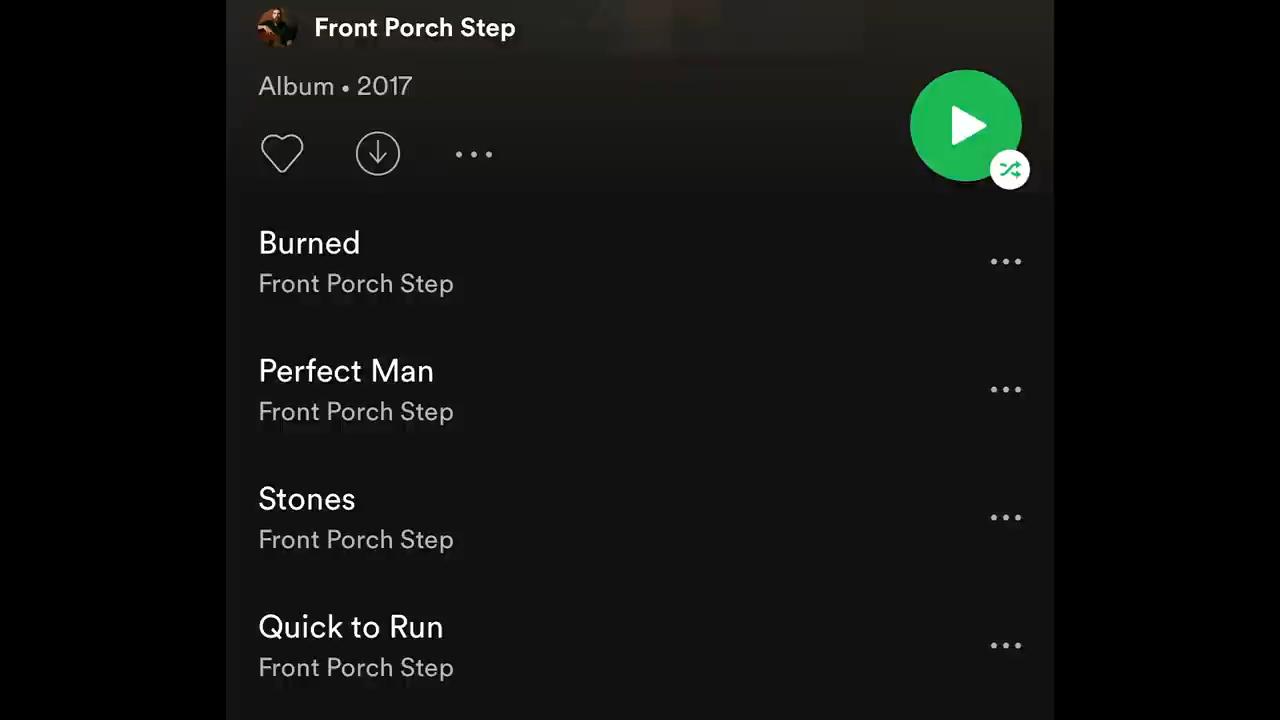 Front Porch Step
Album • 2017
Burned
Front Porch Step
Perfect Man
Front Porch Step
Stones
Front Porch Step
Quick to Run
Front Porch Step